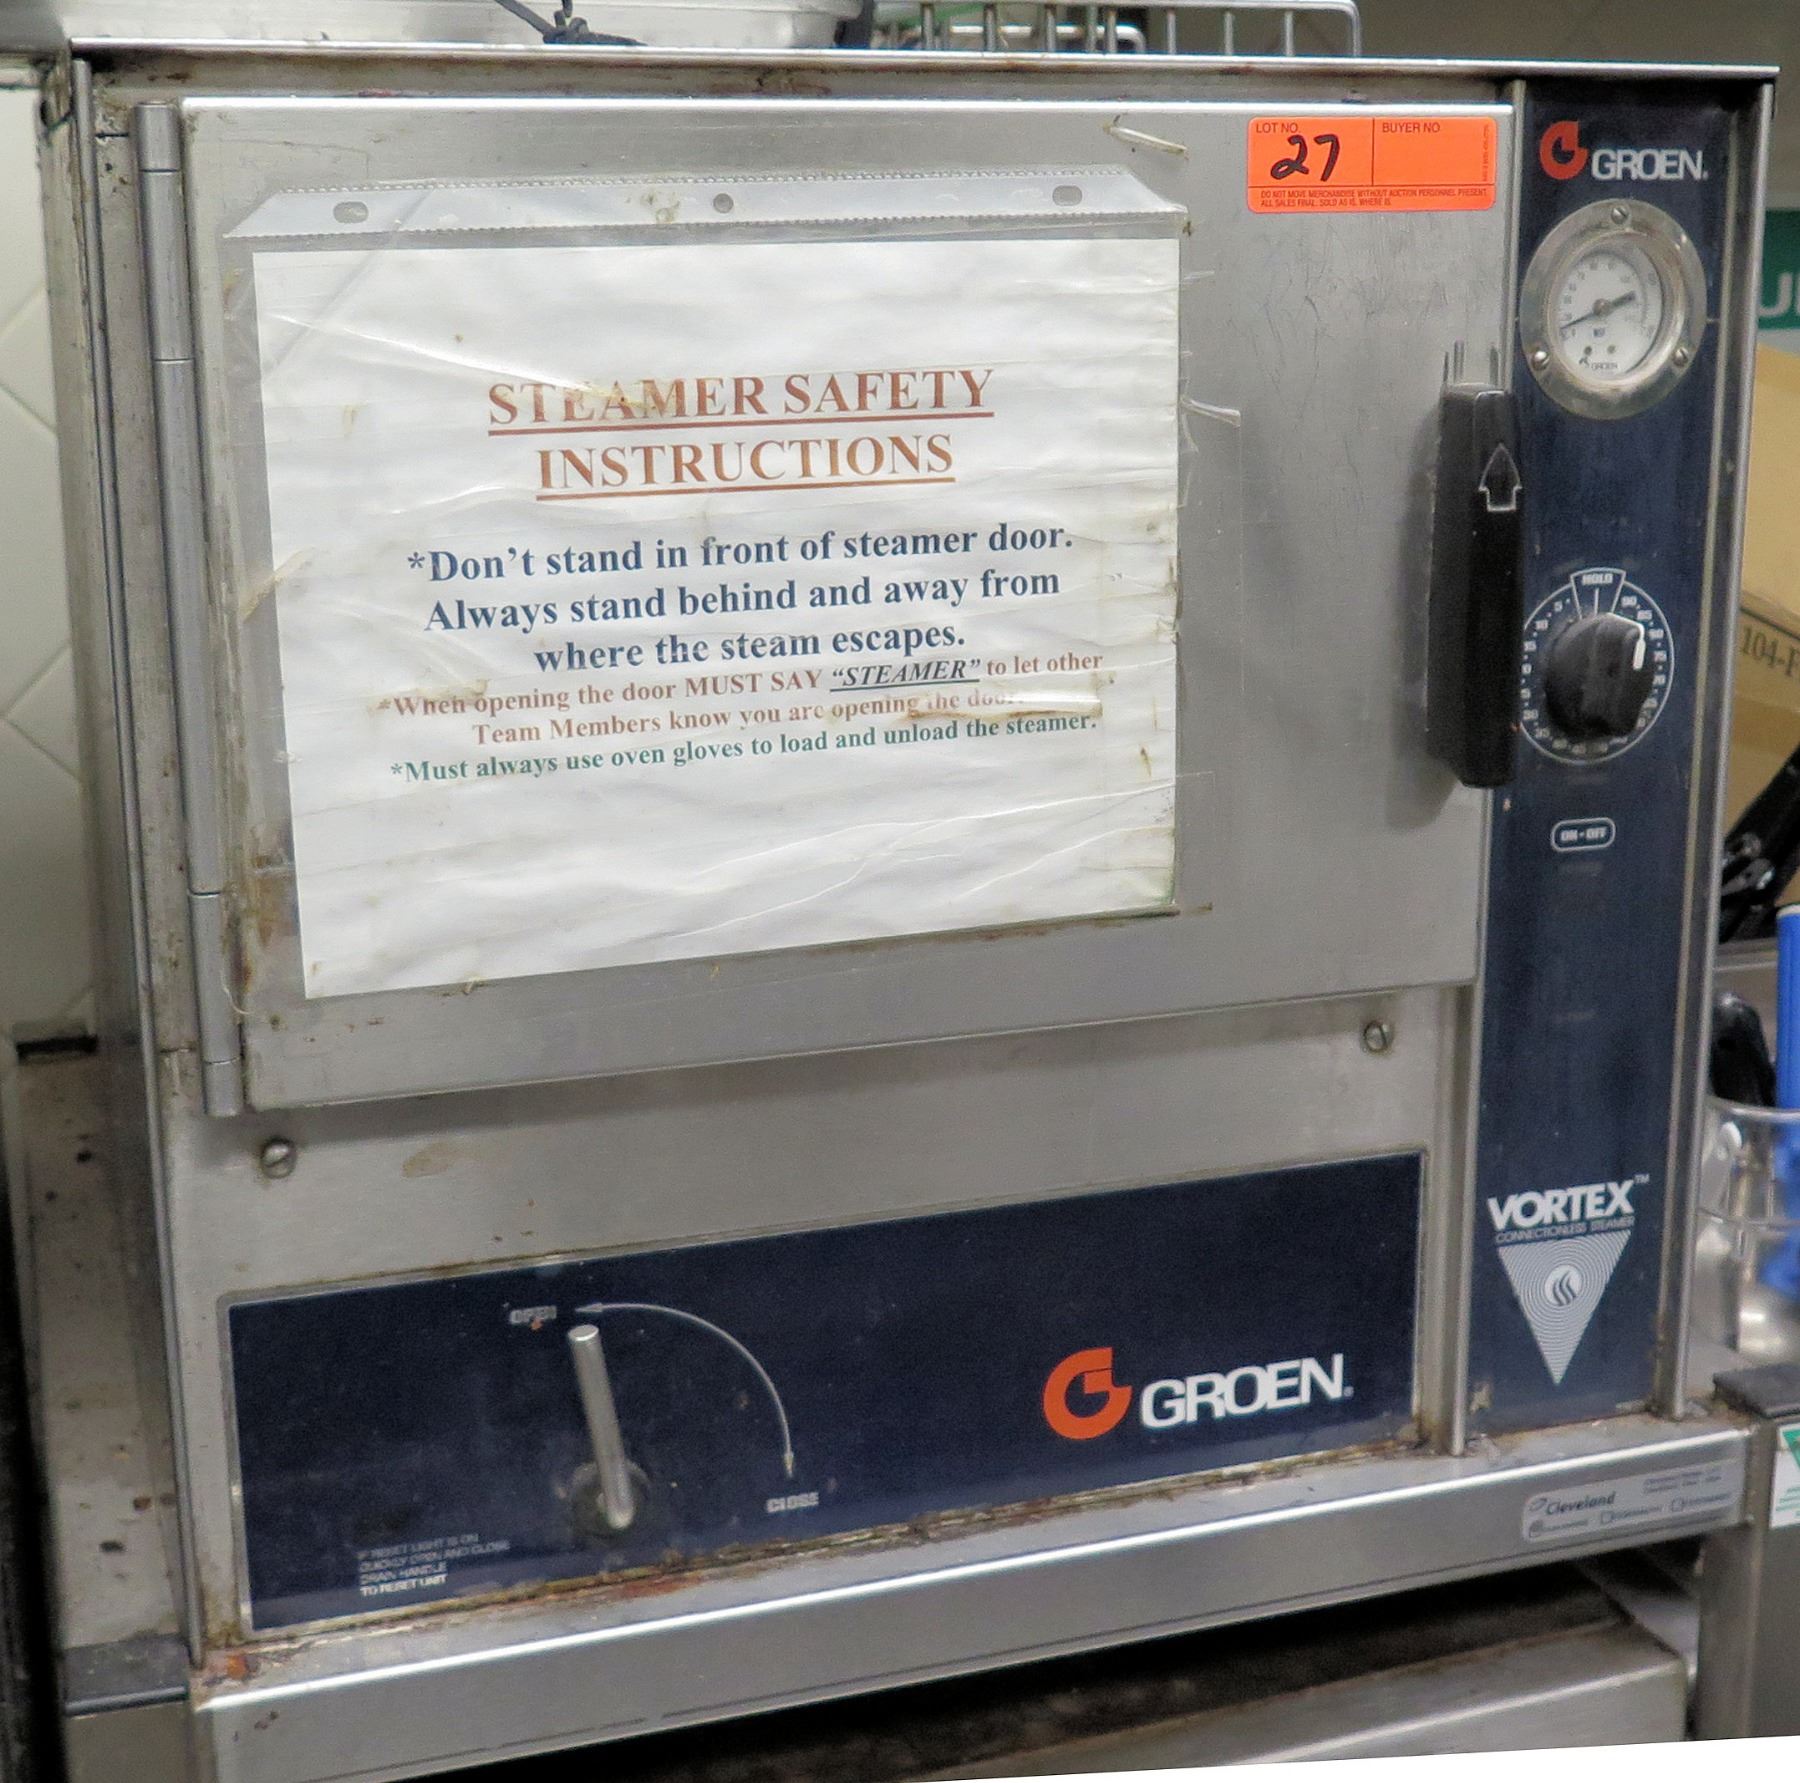 LOT NO.
27
BUYER NO
DO NOT MOVE MERCHANDISE WITHOUT AUCTION PERSONNEL PRESENT.
ALL SALES FINAL. SOLD AS IS, WHERE IS.
GROEN®
GROEN
STEAMER SAFETY
INSTRUCTIONS
*Don't stand in front of steamer door.
Always stand behind and away from
where the steam escapes.
*When opening the door MUST SAY "STEAMER" to let other
Team Members know you are opening the door.
*Must always use oven gloves to load and unload the steamer.
HOLD
ON - OFF
VORTEX™
CONNECTIONLESS STEAMER
OPEN
CLOSE
GROEN®
IF RESET LIGHT IS ON
QUICKLY OPEN AND CLOSE
DRAIN HANDLE
TO RESET UNIT
Cleveland
104-F